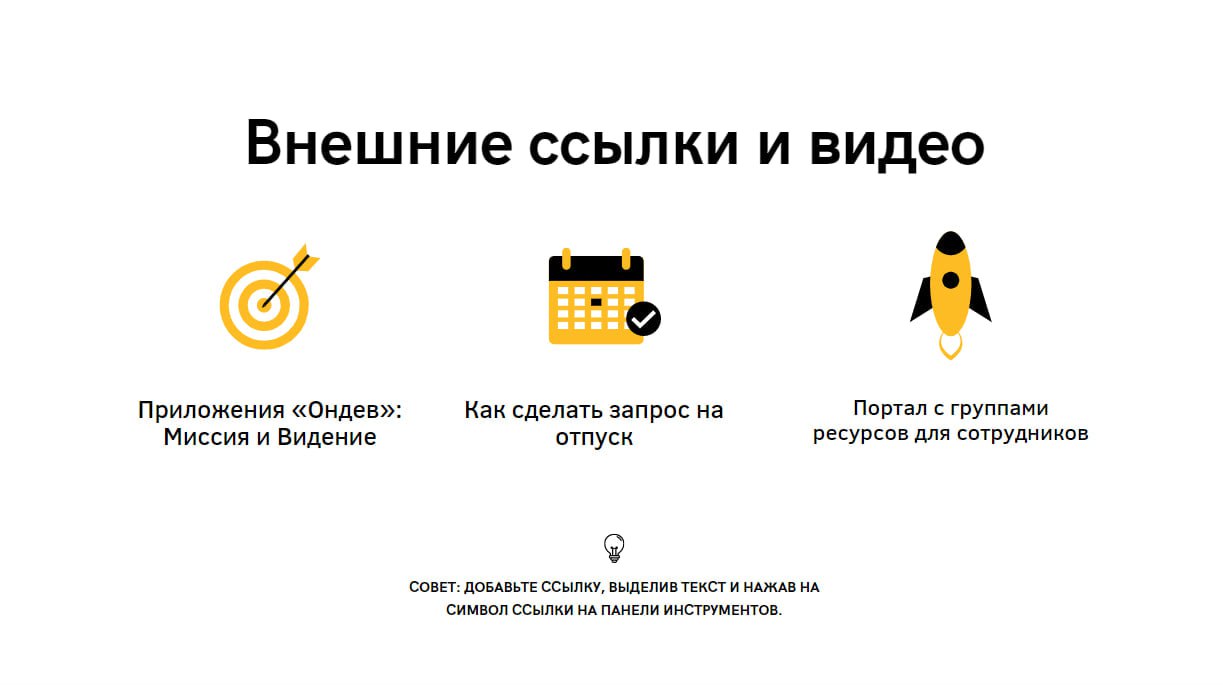 Внешние ссылки и видео
Приложения «Ондев»:
Миссия и Видение
Как сделать запрос на
отпуск
Портал с группами
ресурсов для сотрудников
СОВЕТ: ДОБАВЬТЕ ССЫЛКУ, ВЫДЕЛИВ ТЕКСТ И НАЖАВ НА
СИМВОЛ ССЫЛКИ НА ПАНЕЛИ ИНСТРУМЕНТОВ.